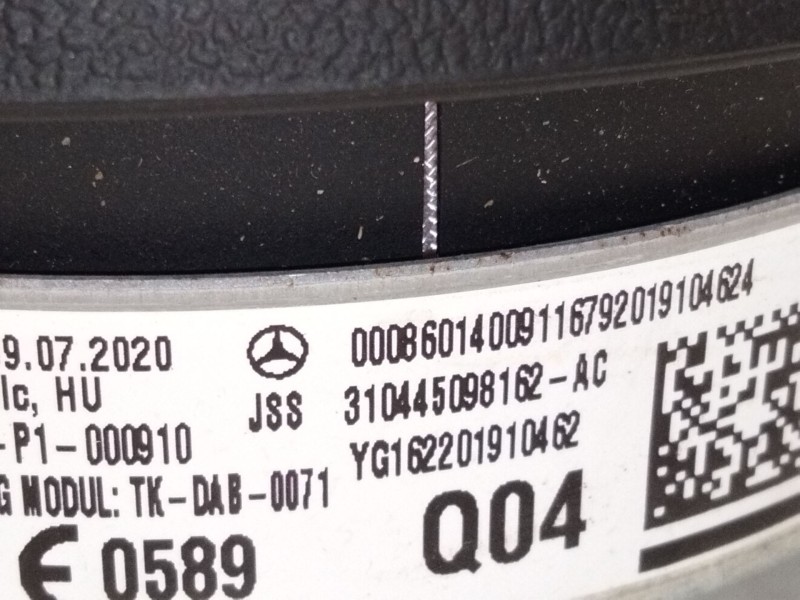 9.07.2020
lc, HU
-P1-000910
G MODUL: TK-DAB-0071
E 0589
JSS
00086014009116792019104624
310445098162-AC
YG162201910462
Q04